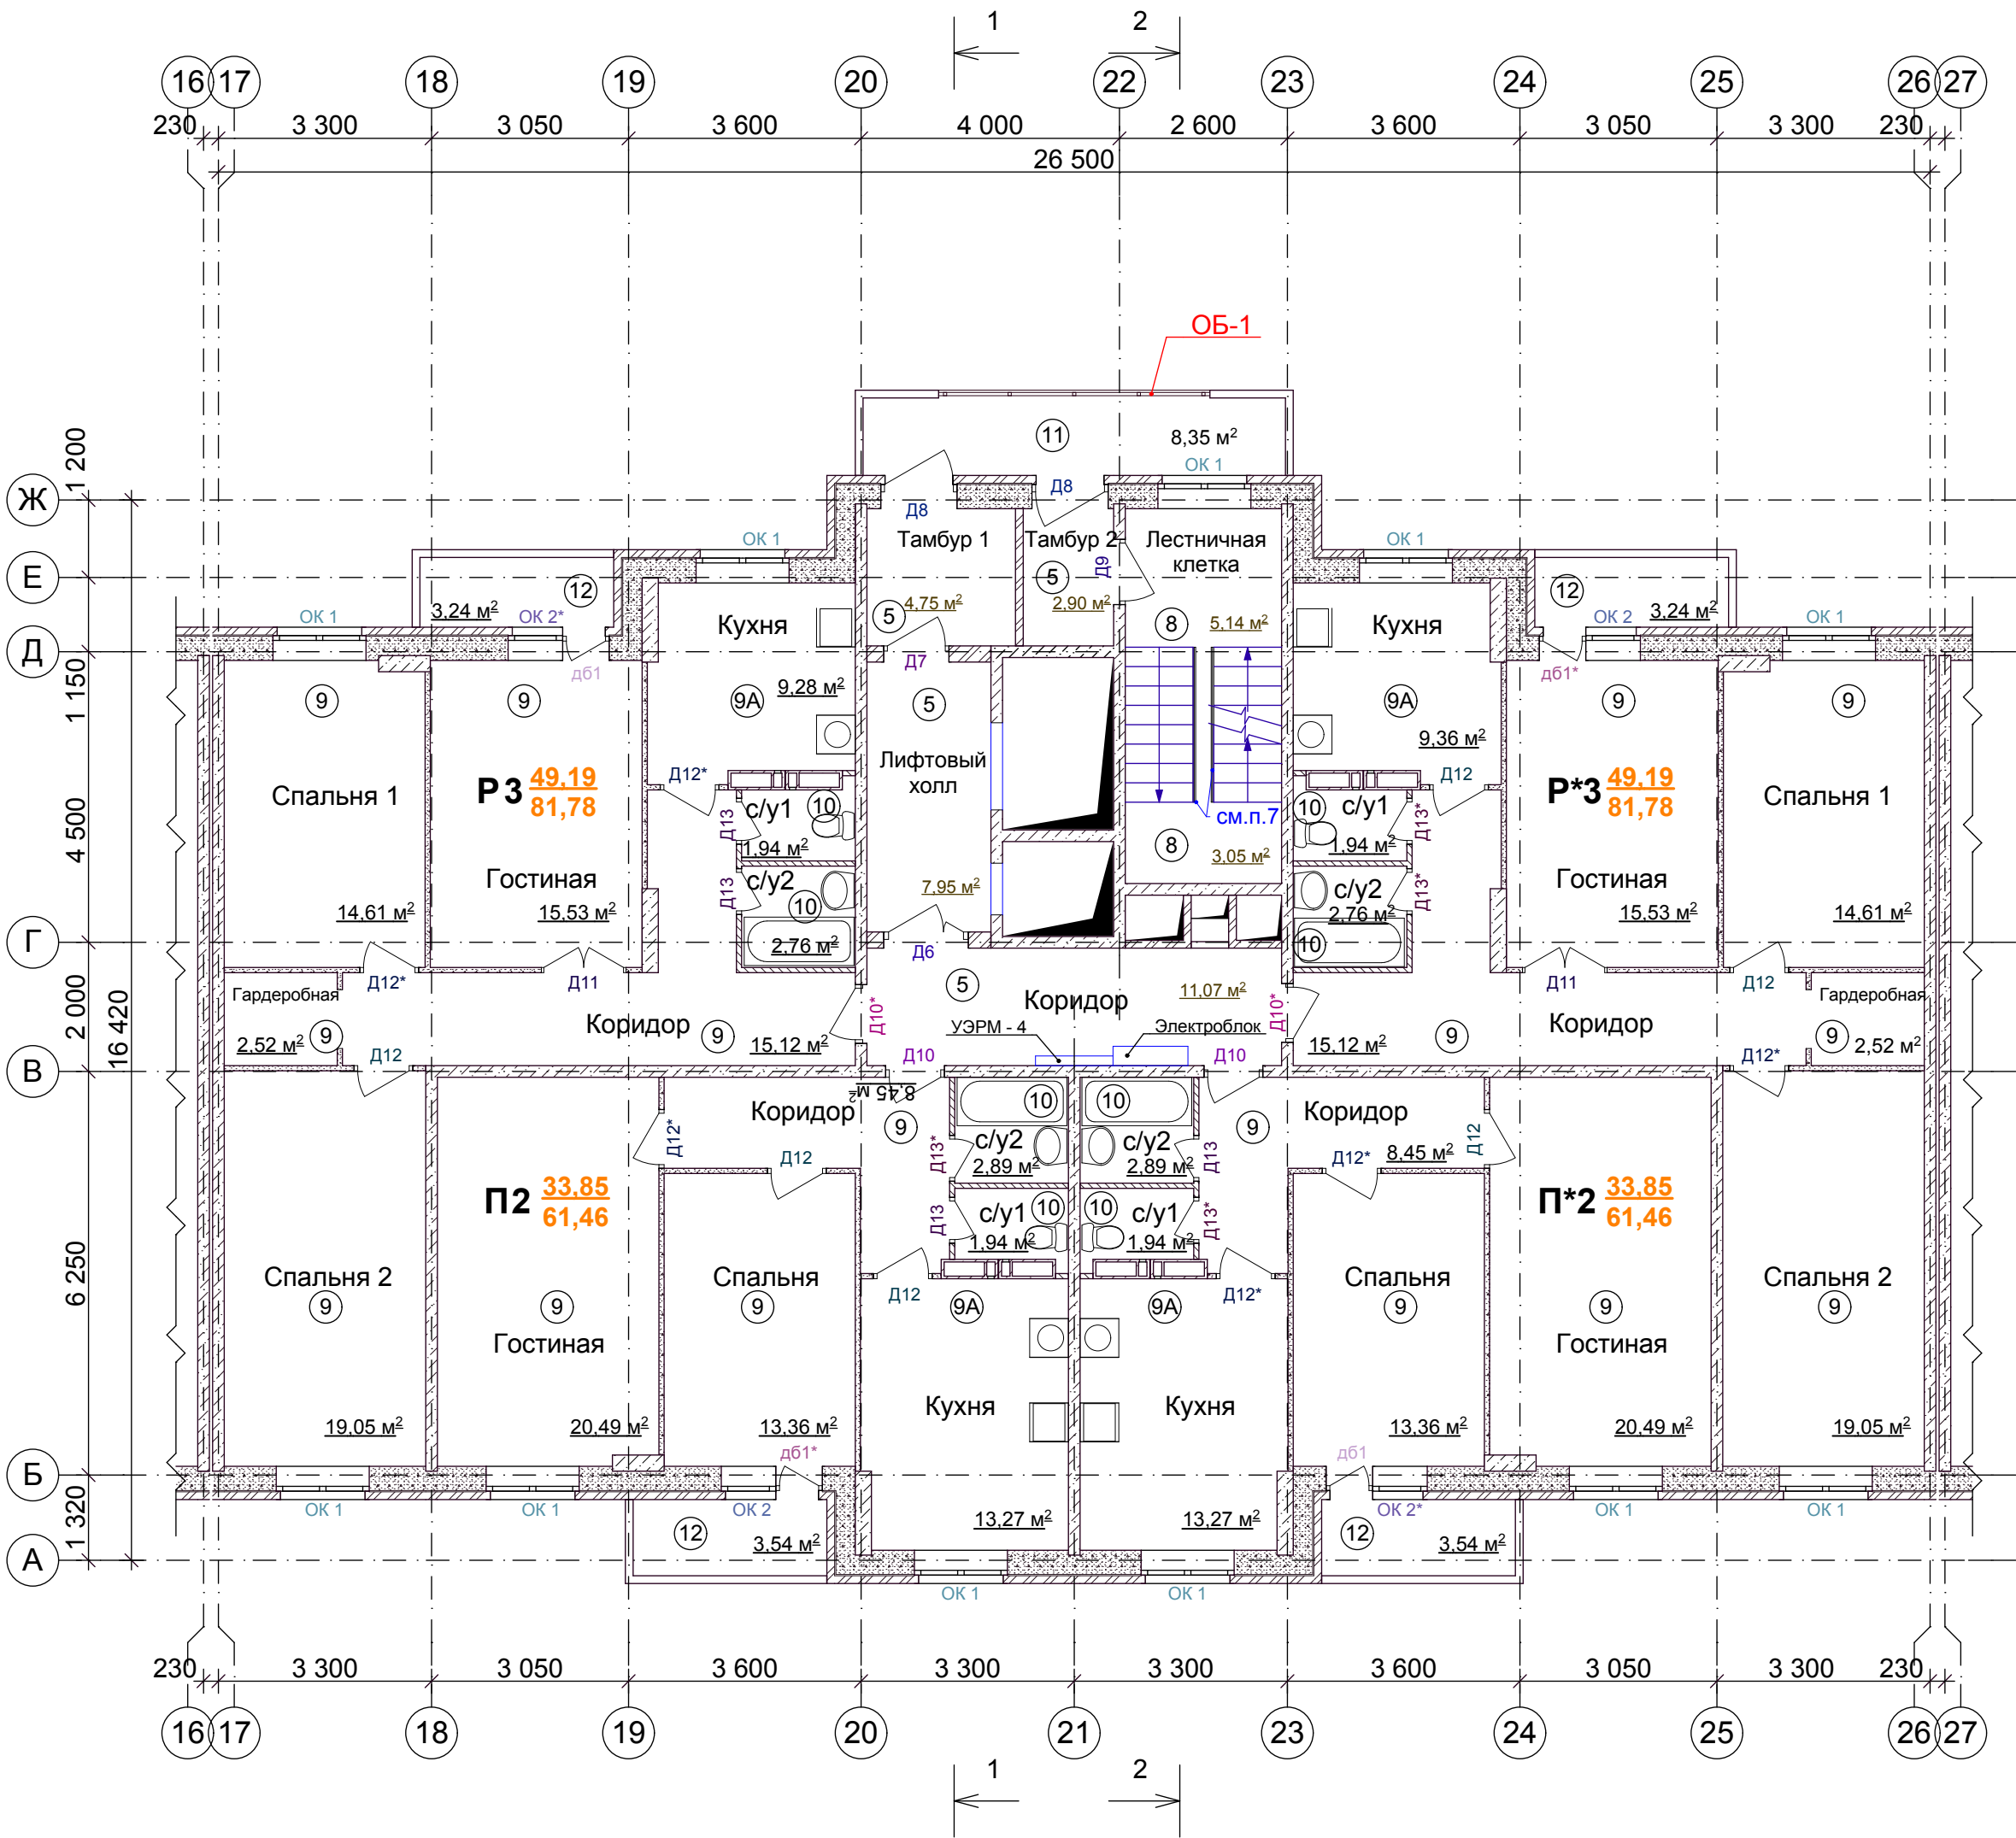 1 2
16 17 18 19 20 22 23 24 25 26 27
230 3 300 3 050 3 600 4 000 2 600 3 600 3 050 3 300 230
26 500
ОБ-1
11 8,35 м²
ОК 1
1 200
Ж
Д8 Д8
Тамбур 1 Тамбур 2 Лестничная
клетка
ОК 1 ОК 1
Д9
Е
12 5 12
3,24 м² 4,75 м² 2,90 м² 3,24 м²
ОК 1 ОК 2* 5 8 5,14 м² ОК 2 ОК 1
Кухня Кухня
Д
Д7
дб1 дб1*
1 150
9 9 9А 9,28 м² 5 9А 9 9
9,36 м²
Лифтовый
холл
Д12* Д12
Спальня 1 Р 3 49,19
81,78
Р*3 49,19
81,78
Спальня 1
Д13 с/у1 10 см.п.7 10 с/у1 Д13*
1,94 м² 8 3,05 м² 1,94 м²
4 500
Гостиная Д13 с/у2 7,95 м² с/у2 Д13* Гостиная
14,61 м² 15,53 м² 10 2,76 м² 15,53 м² 14,61 м²
2,76 м² 10
Г
Д6
Д12* Д11 Д11 Д12
Гардеробная 5 Коридор 11,07 м² Гардеробная
2 000
16 420
Коридор 9 Д10* УЭРМ - 4 Электроблок Д10* 9 Коридор
2,52 м² 9 15,12 м² 15,12 м² 9 2,52 м²
Д12 Д10 Д10 Д12*
В
8,45 м²
Коридор 9 10 10 9 Коридор
Д12* Д12 Д13* с/у2 с/у2 Д13 Д12* 8,45 м² Д12
2,89 м² 2,89 м²
П2 33,85
61,46
П*2 33,85
61,46
Д13 с/у1 10 10 с/у1 Д13*
1,94 м² 1,94 м²
6 250
Спальня 2 Спальня Спальня Спальня 2
Д12 Д12*
9 9 9 9А 9А 9 9 9
Гостиная Гостиная
Кухня Кухня
19,05 м² 20,49 м² 13,36 м² 13,36 м² 20,49 м² 19,05 м²
дб1* дб1
Б
ОК 1 ОК 1 ОК 2 ОК 2* ОК 1 ОК 1
1 320
12 3,54 м² 13,27 м² 13,27 м² 12 3,54 м²
А
ОК 1 ОК 1
230 3 300 3 050 3 600 3 300 3 300 3 600 3 050 3 300 230
16 17 18 19 20 21 23 24 25 26 27
1 2